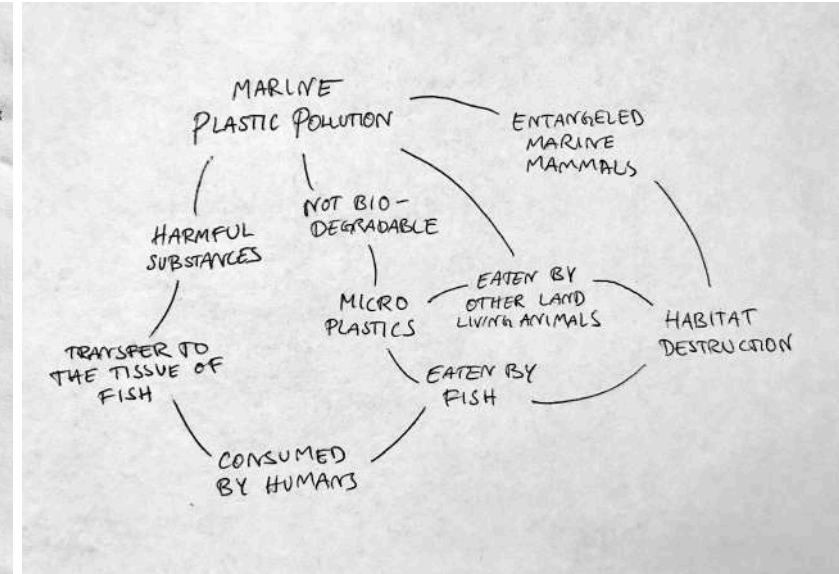 MARINE
PLASTIC POLLUTION
ENTANGELED
MARINE
MAMMALS
NOT BIO-
DEGRADABLE
HARMFUL
SUBSTANCES
EATEN BY
OTHER LAND
LIVING ANIMALS
MICRO
PLASTICS
HABITAT
DESTRUCTION
TRANSFER TO
THE TISSUE OF
FISH
EATEN BY
FISH
CONSUMED
BY HUMANS